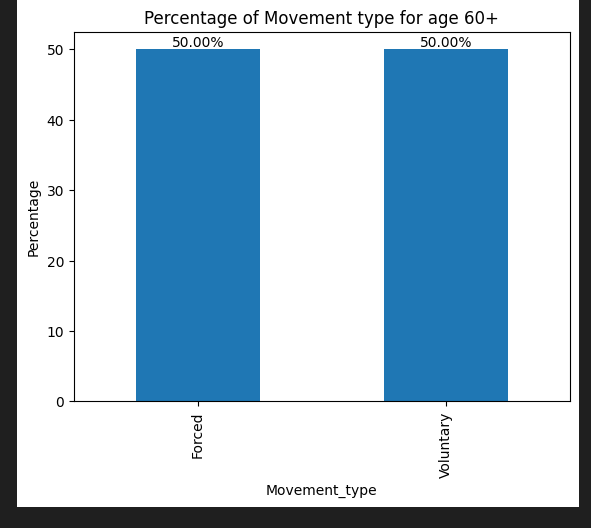 Percentage of Movement type for age 60+
50.00%
50.00%
50
40
30
20
10
0
Percentage
Forced
Voluntary
Movement_type